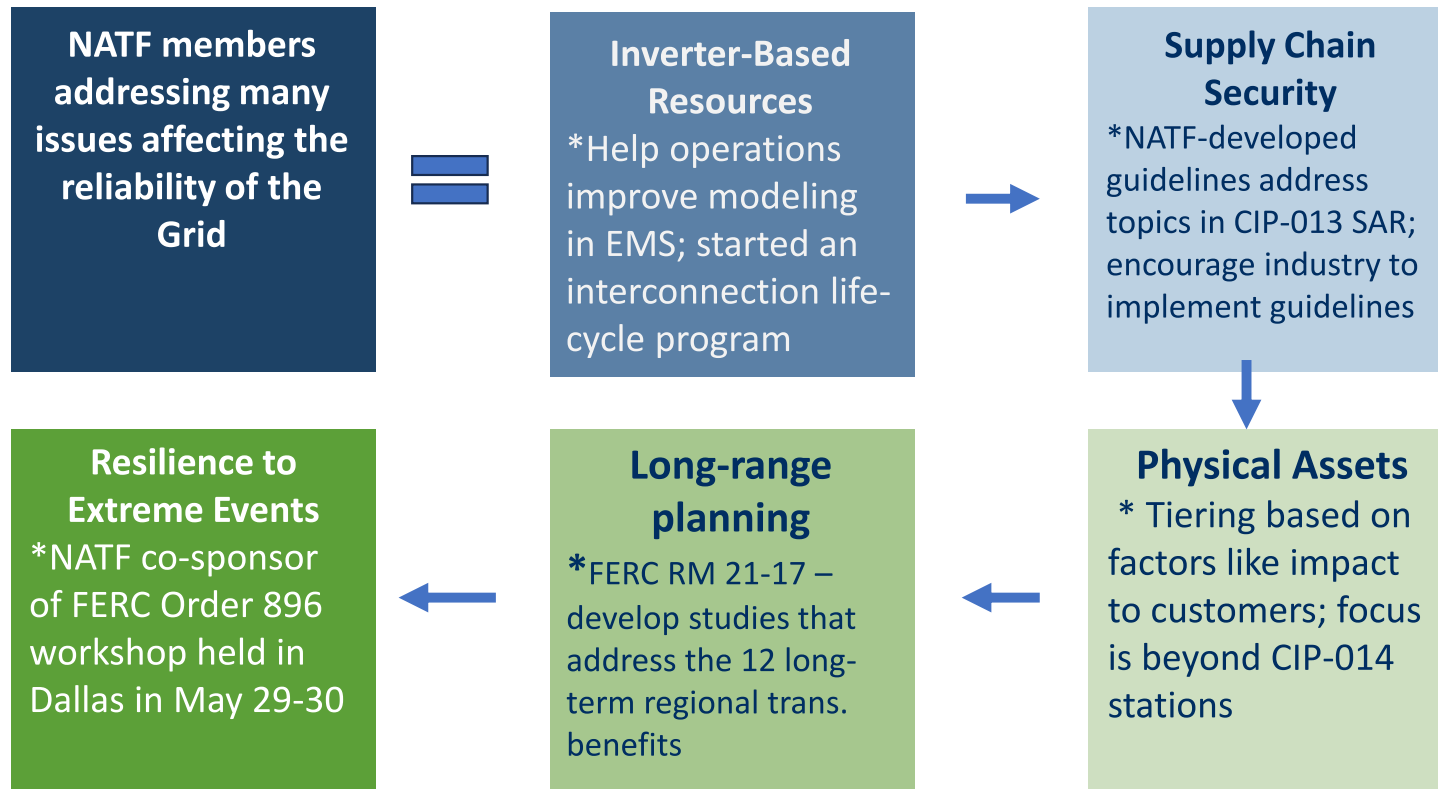 NATF members
addressing many
issues affecting the
reliability of the
Grid
Inverter-Based
Resources
*Help operations
improve modeling
in EMS; started an
interconnection life-
cycle program
Supply Chain
Security
*NATF-developed
guidelines address
topics in CIP-013 SAR;
encourage industry to
implement guidelines
Physical Assets
* Tiering based on
factors like impact
to customers; focus
is beyond CIP-014
stations
Long-range
planning
*FERC RM 21-17 –
develop studies that
address the 12 long-
term regional trans.
benefits
Resilience to
Extreme Events
*NATF co-sponsor
of FERC Order 896
workshop held in
Dallas in May 29-30